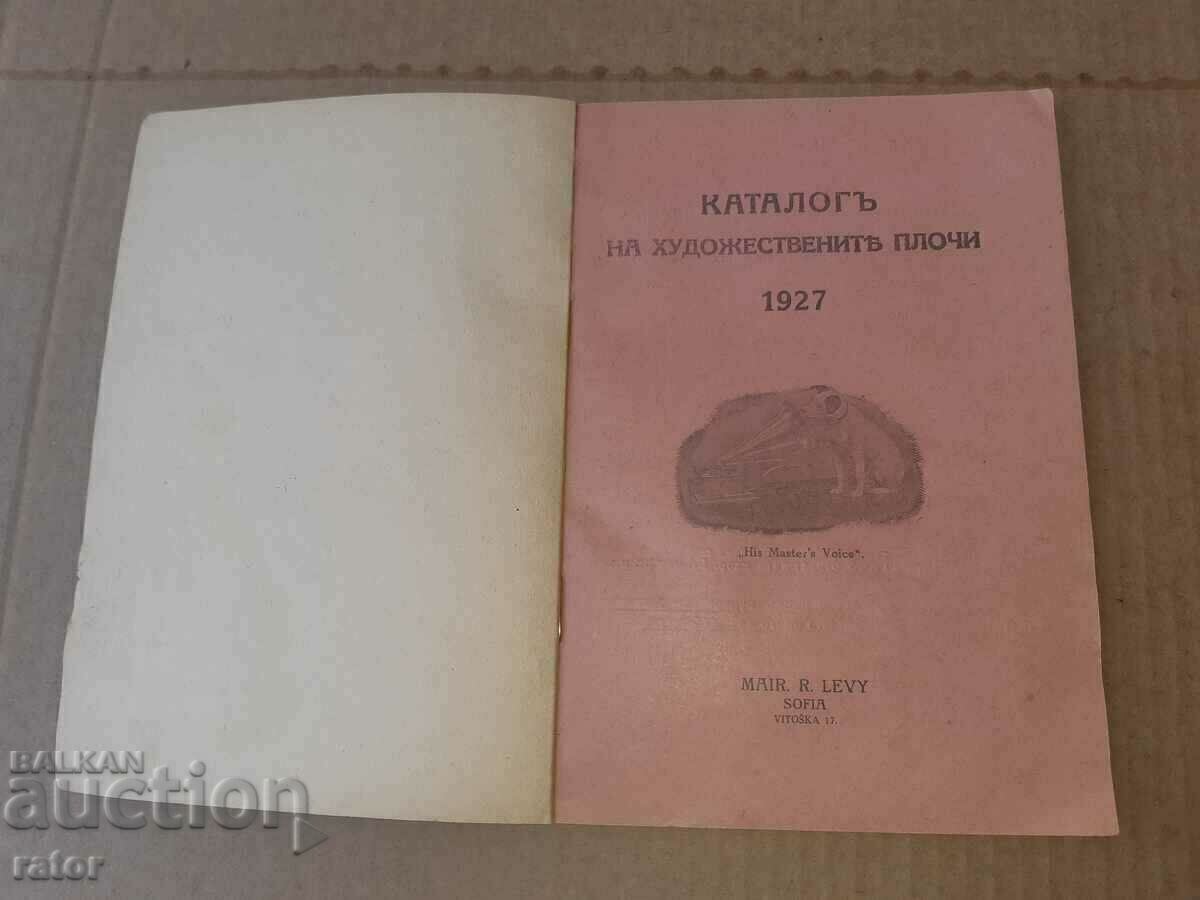 КАТАЛОГЪ
НА ХУДОЖЕСТВЕНИТѢ ПЛОЧИ
1927
„His Master's Voice“.
MAIR. R. LEVY
SOFIA
VITOŠKA 17.
BALKAN
auction
rator